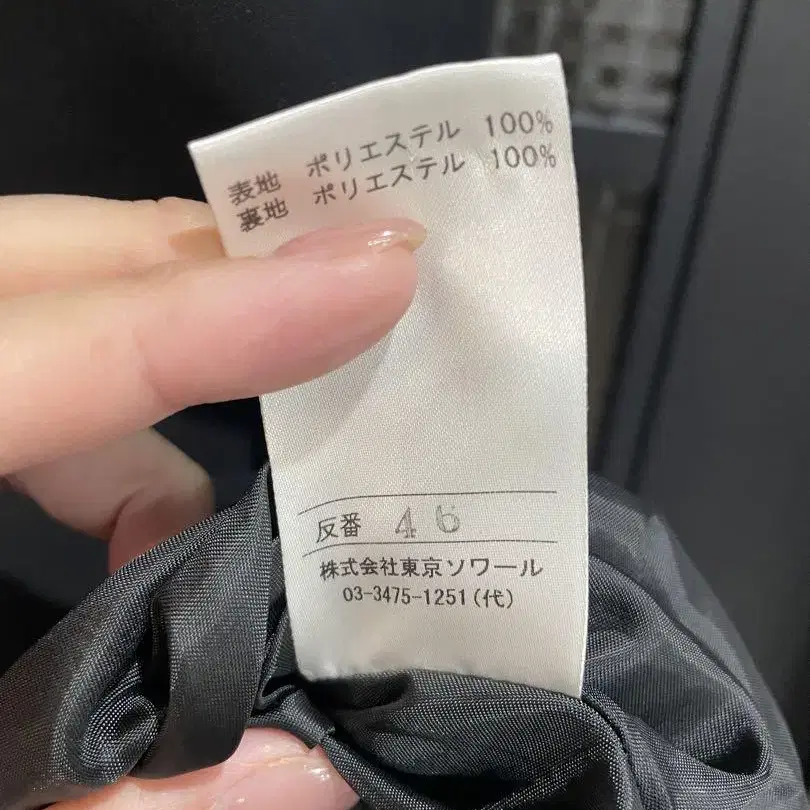 表地 ポリエステル 100%
裏地 ポリエステル 100%
反番 46
株式会社東京ソワール
03-3475-1251(代)